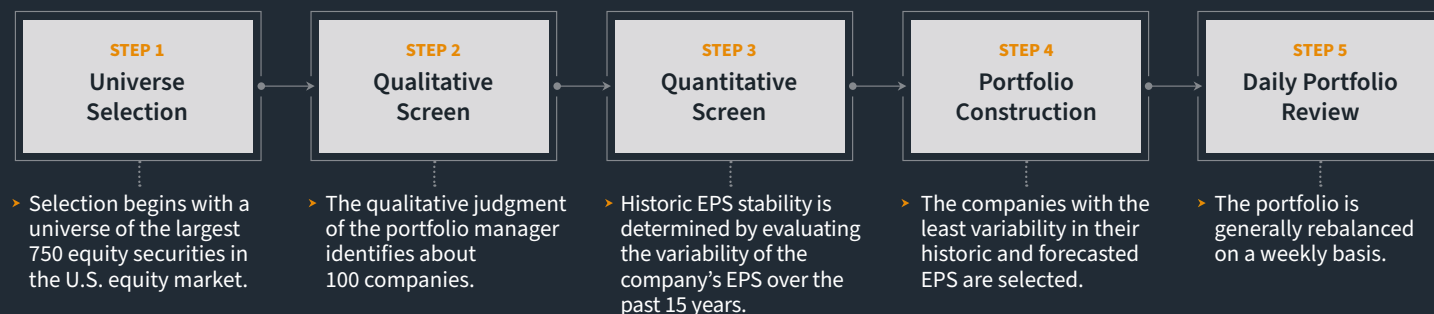 STEP 1
Universe
Selection
Selection begins with a
universe of the largest
750 equity securities in
the U.S. equity market.
STEP 2
Qualitative
Screen
The qualitative judgment
of the portfolio manager
identifies about
100 companies.
STEP 3
Quantitative
Screen
Historic EPS stability is
determined by evaluating
the variability of the
company’s EPS over the
past 15 years.
STEP 4
Portfolio
Construction
The companies with the
least variability in their
historic and forecasted
EPS are selected.
STEP 5
Daily Portfolio
Review
The portfolio is
generally rebalanced
on a weekly basis.